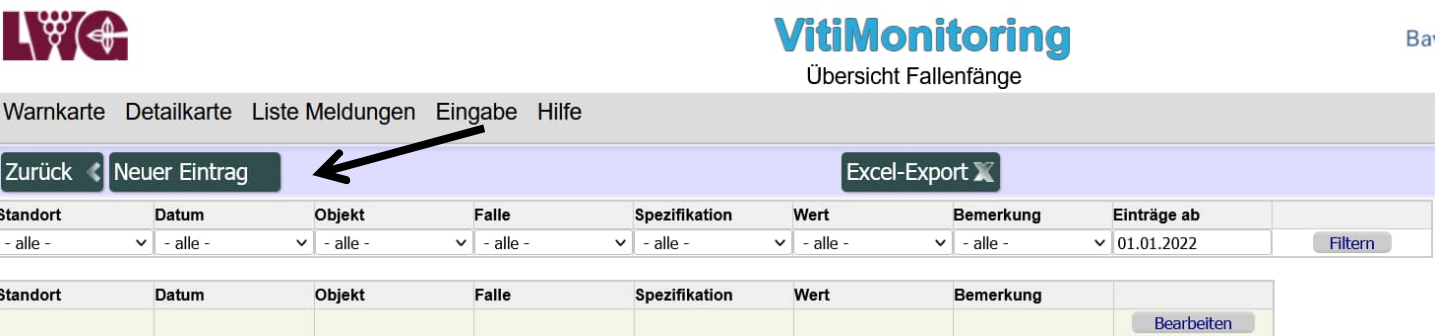 LWG
VitiMonitoring
Übersicht Fallenfänge
Warnkarte Detailkarte Liste Meldungen Eingabe Hilfe
Zurück Neuer Eintrag Excel-Export X
Standort Datum Objekt Falle Spezifikation Wert Bemerkung Einträge ab
- alle - - alle - - alle - - alle - - alle - - alle - - alle - 01.01.2022 Filtern
Standort Datum Objekt Falle Spezifikation Wert Bemerkung
Bearbeiten